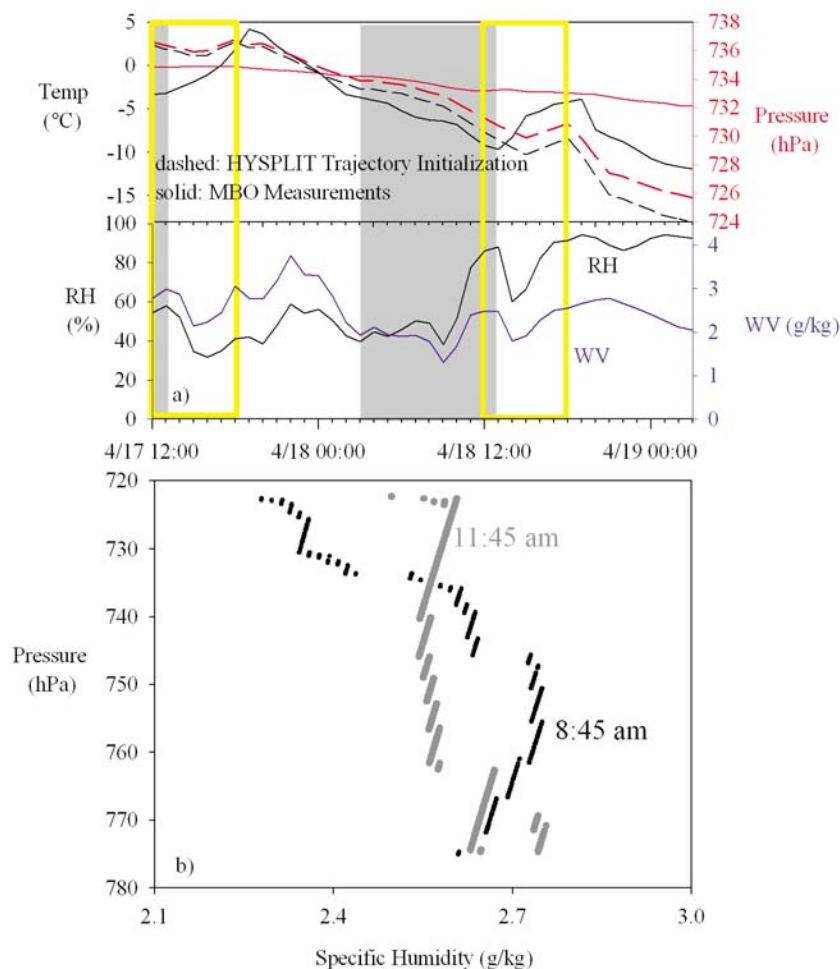 5
0
-5
-10
-15
Temp
(°C)
738
736
734
732
730
728
726
724
Pressure
(hPa)
dashed: HYSPLIT Trajectory Initialization
solid: MBO Measurements
100
80
60
40
20
0
RH
(%)
4
3
2
1
0
WV (g/kg)
RH
WV
a)
4/17 12:00 4/18 00:00 4/18 12:00 4/19 00:00
720
730
740
750
760
770
780
Pressure
(hPa)
11:45 am
8:45 am
b)
2.1 2.4 2.7 3.0
Specific Humidity (g/kg)